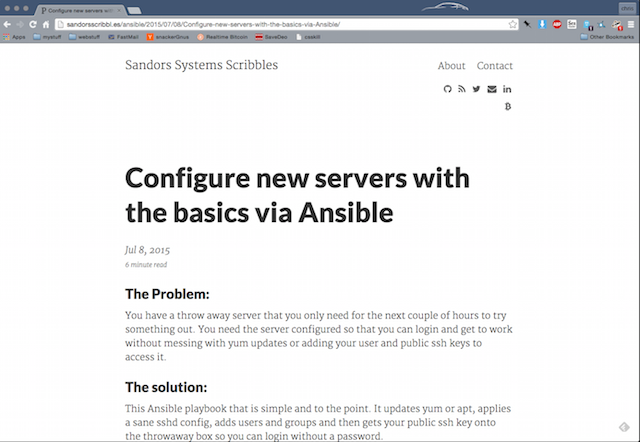 Configure new servers with
chris
sandorsscribbl.es/ansible/2015/07/08/Configure-new-servers-with-the-basics-via-Ansible/
Apps mystuff webstuff FastMail snackerGnus Realtime Bitcoin SaveDeo caskill Other Bookmarks
Sandors Systems Scribbles About Contact
Configure new servers with
the basics via Ansible
Jul 8, 2015
6 minute read
The Problem:
You have a throw away server that you only need for the next couple of hours to try
something out. You need the server configured so that you can login and get to work
without messing with yum updates or adding your user and public ssh keys to
access it.
The solution:
This Ansible playbook that is simple and to the point. It updates yum or apt, applies
a sane sshd config, adds users and groups and then gets your public ssh key onto
the throwaway box so you can login without a password.